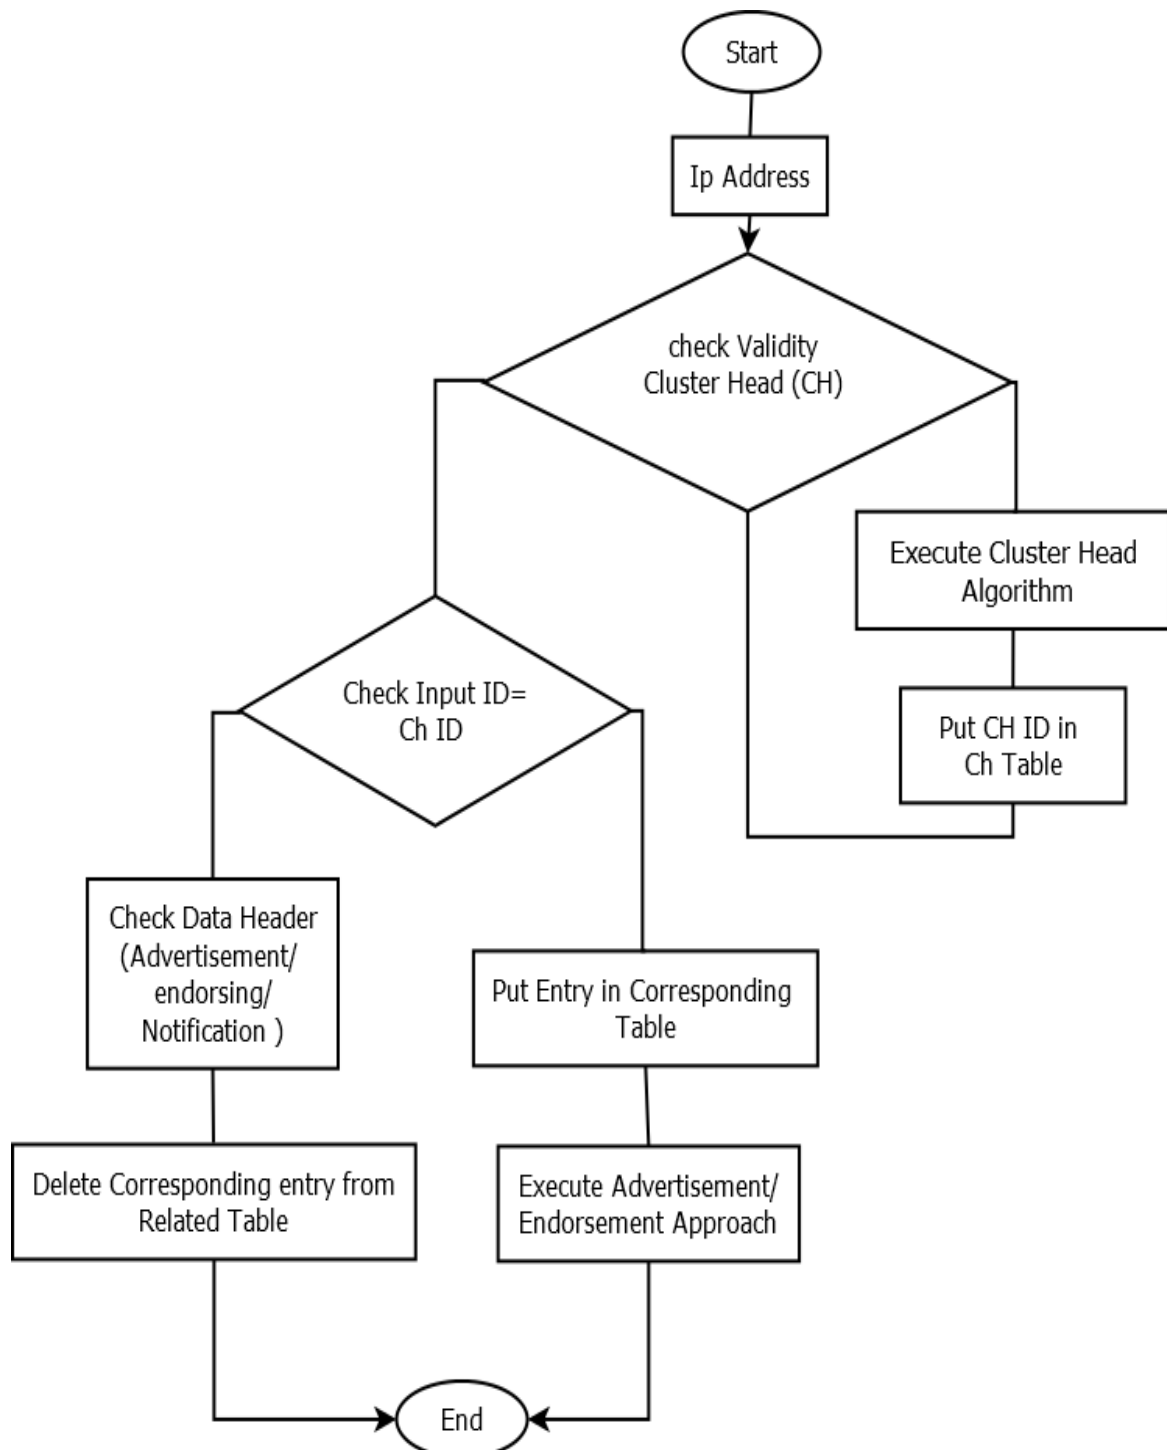 Start
Ip Address
check Validity
Cluster Head (CH)
Execute Cluster Head
Algorithm
Put CH ID in
Ch Table
Check Input ID=
Ch ID
Check Data Header
(Advertisement/
endorsing/
Notification )
Put Entry in Corresponding
Table
Delete Corresponding entry from
Related Table
Execute Advertisement/
Endorsement Approach
End